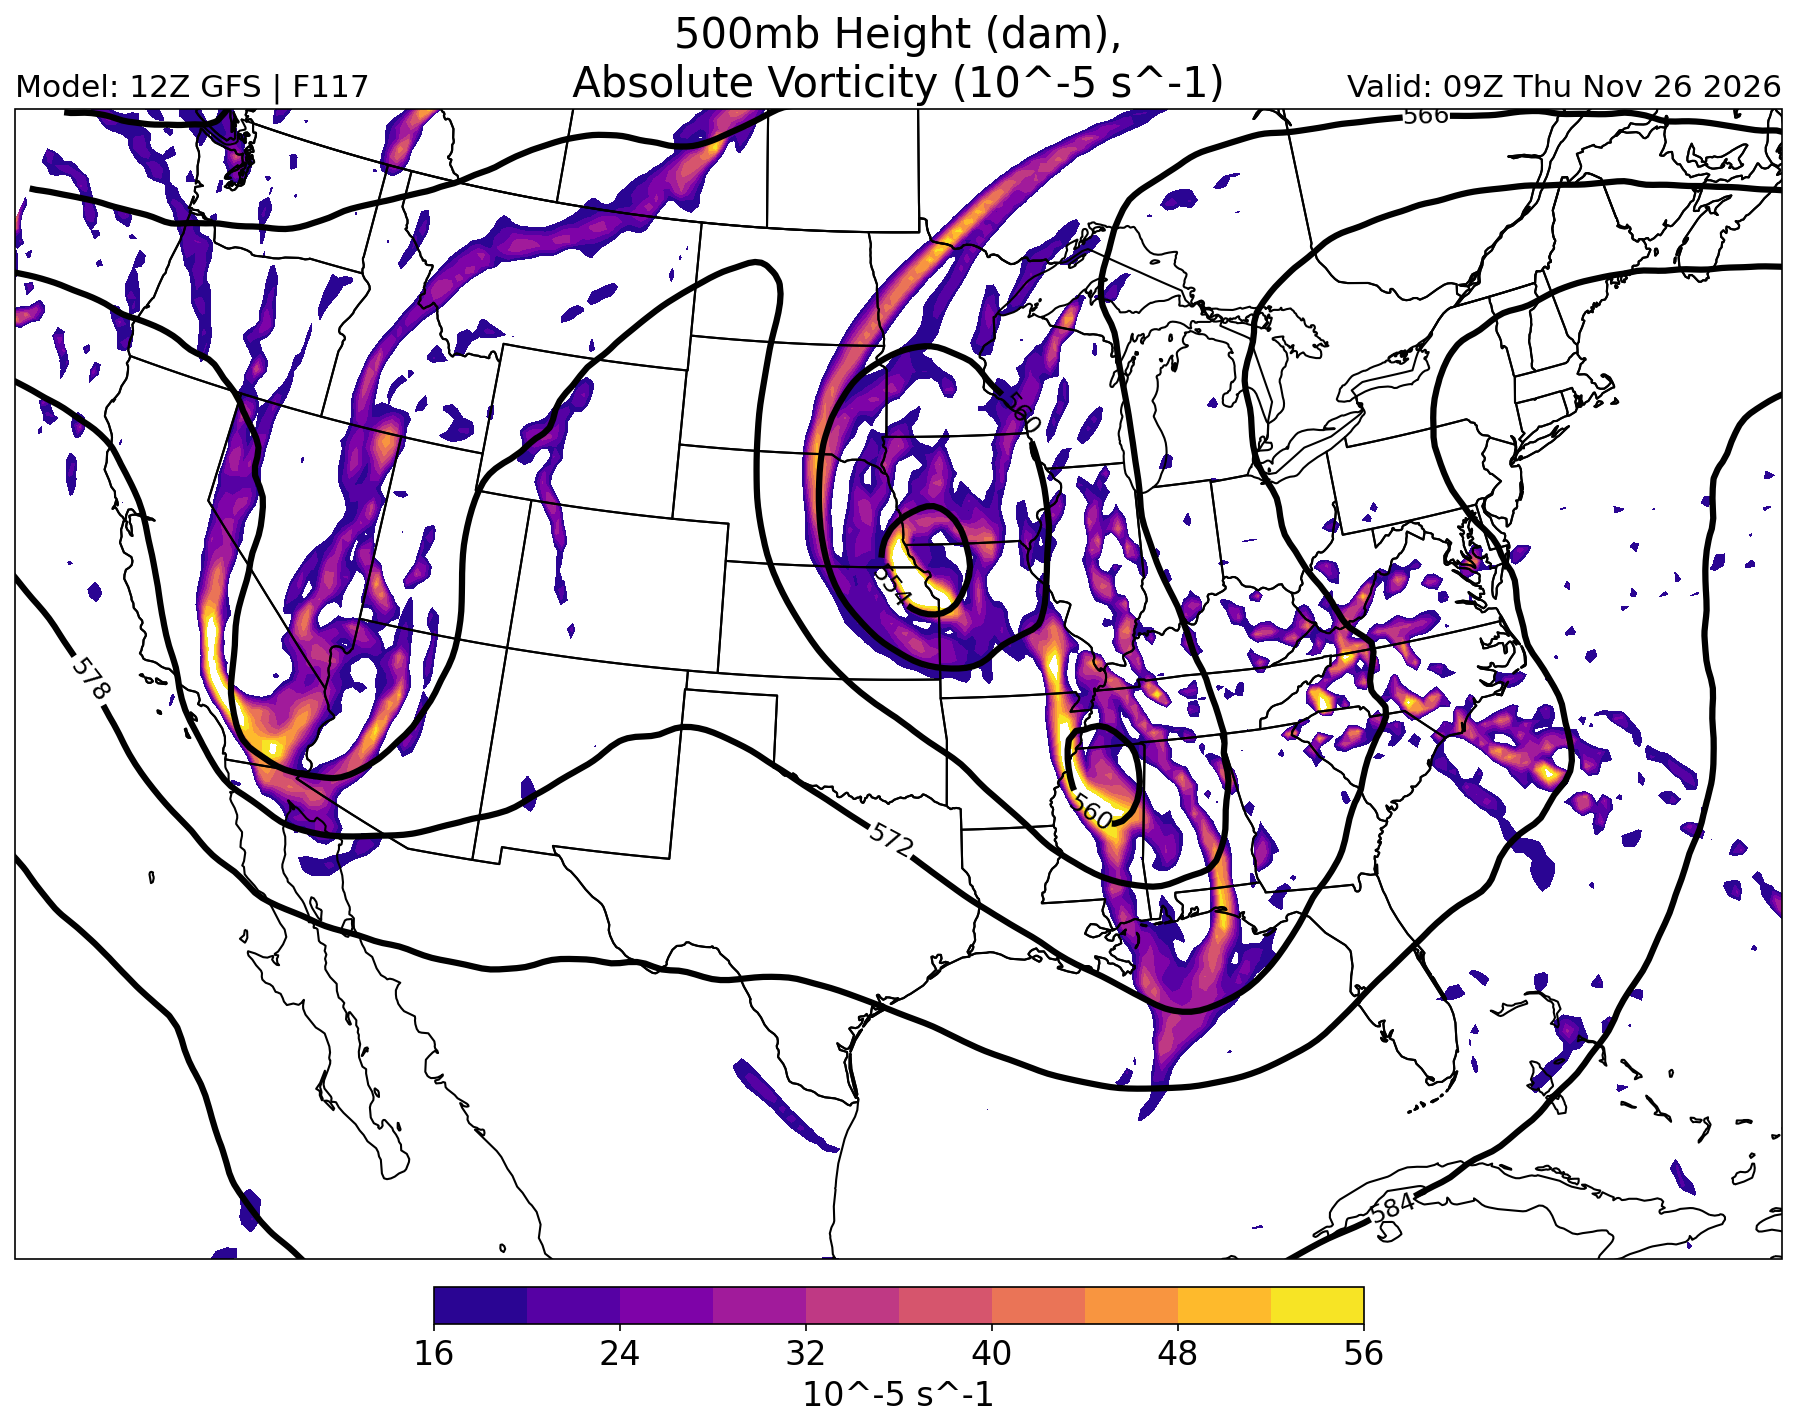 500mb Height (dam),
Model: 12Z GFS | F117
Absolute Vorticity (10^-5 s^-1)
Valid: 09Z Thu Nov 26 2026
566
560
554
578
560
572
584
16 24 32 40 48 56
10^-5 s^-1